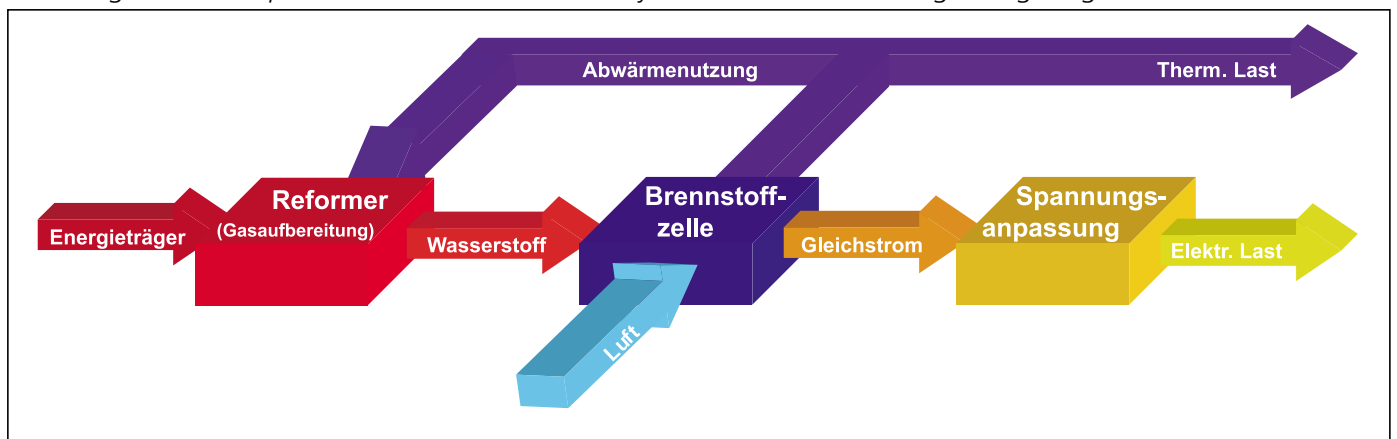 Abwärmenutzung
Therm. Last
Energieträger
Reformer
(Gasaufbereitung)
Wasserstoff
Brennstoff-
zelle
Luft
Gleichstrom
Spannungs-
anpassung
Elektr. Last